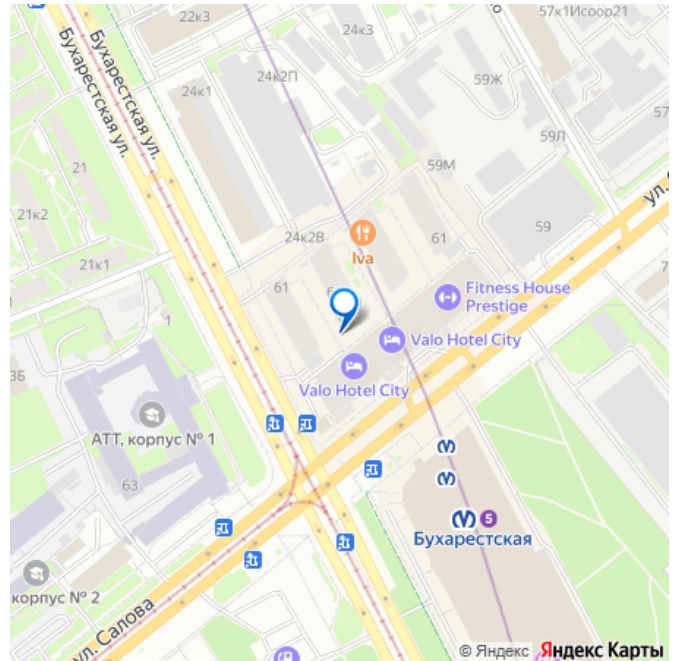 22к3
24к3
57к1Исоор21
Бухарестская ул.
Бухарестская ул.
24к2П
59Ж
24к1
57
59Л
21
59М
21к2
ул.
24к2В
61
59
Iva
21к1
61
Fitness House
Prestige
1
Valo Hotel City
3Б
Valo Hotel City
АТТ, корпус № 1
63
5
Бухарестская
корпус № 2
ул. Салова
© Яндекс Яндекс Карты